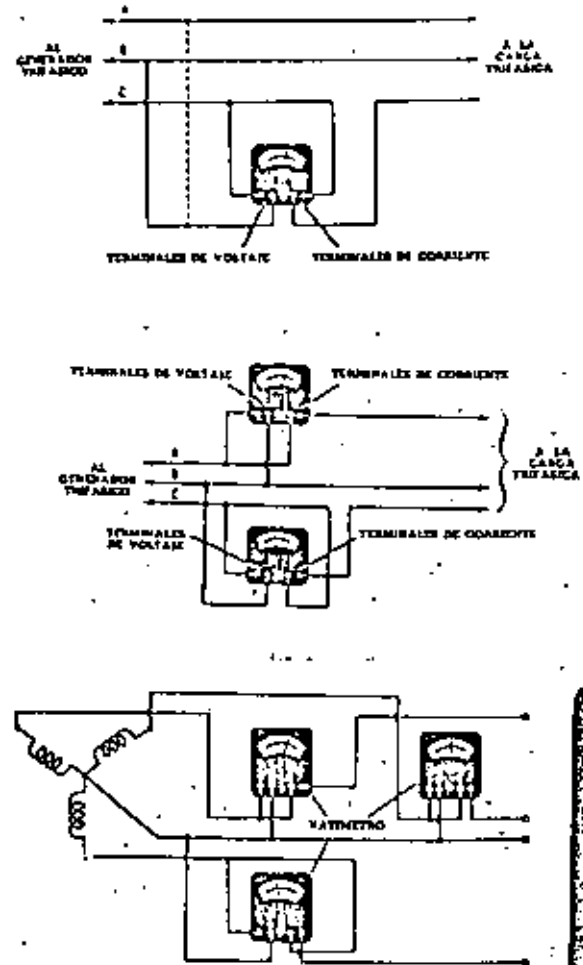 A
AL
GENERADOR
TRIFASICO
B
C
A LA
CARGA
TRIFASICA
TERMINALES DE VOLTAJE
TERMINALES DE CORRIENTE
TERMINALES DE VOLTAJE
TERMINALES DE CORRIENTE
A
AL
GENERADOR
TRIFASICO
B
C
A LA
CARGA
TRIFASICA
TERMINALES
DE VOLTAJE
TERMINALES DE CORRIENTE
VATIMETRO